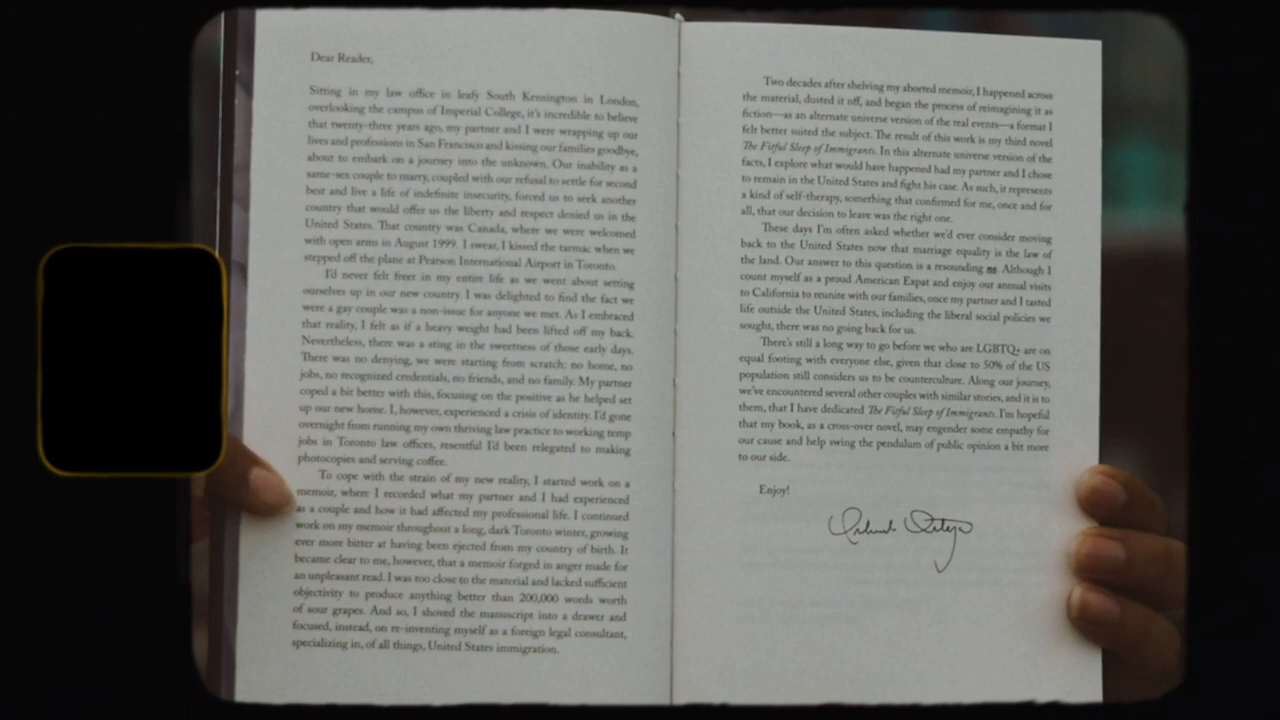 Dear Reader,
Sitting in my law office in leafy South Kensington in London,
overlooking the campus of Imperial College, it's incredible to believe
that twenty-three years ago, my partner and I were wrapping up our
lives and professions in San Francisco and kissing our families goodbye,
about to embark on a journey into the unknown. Our inability as a
same-sex couple to marry, coupled with our refusal to settle for second
best and live a life of indefinite insecurity, forced us to seek another
country that would offer us the liberty and respect denied us in the
United States. That country was Canada, where we were welcomed
with open arms in August 1999. I swear, I kissed the tarmac when we
stepped off the plane at Pearson International Airport in Toronto.
I'd never felt freer in my entire life as we went about setting
ourselves up in our new country. I was delighted to find the fact we
were a gay couple was a non-issue for anyone we met. As I embraced
that reality, I felt as if a heavy weight had been lifted off my back.
Nevertheless, there was a sting in the sweetness of those early days.
There was no denying, we were starting from scratch: no home, no
jobs, no recognized credentials, no friends, and no family. My partner
coped a bit better with this, focusing on the positive as he helped set
up our new home. I, however, experienced a crisis of identity. I'd gone
overnight from running my own thriving law practice to working temp
jobs in Toronto law offices, resentful I'd been relegated to making
photocopies and serving coffee.
To cope with the strain of my new reality, I started work on a
memoir, where I recorded what my partner and I had experienced
as a couple and how it had affected my professional life. I continued
work on my memoir throughout a long, dark Toronto winter, growing
ever more bitter at having been ejected from my country of birth. It
became clear to me, however, that a memoir forged in anger made for
an unpleasant read. I was too close to the material and lacked sufficient
objectivity to produce anything better than 200,000 words worth
of sour grapes. And so, I shoved the manuscript into a drawer and
focused, instead, on re-inventing myself as a foreign legal consultant,
specializing in, of all things, United States immigration.
Two decades after shelving my aborted memoir, I happened across
the material, dusted it off, and began the process of reimagining it as
fiction—as an alternate universe version of the real events—a format I
felt better suited the subject. The result of this work is my third novel
The Fitful Sleep of Immigrants. In this alternate universe version of the
facts, I explore what would have happened had my partner and I chose
to remain in the United States and fight his case. As such, it represents
a kind of self-therapy, something that confirmed for me, once and for
all, that our decision to leave was the right one.
These days I'm often asked whether we'd ever consider moving
back to the United States now that marriage equality is the law of
the land. Our answer to this question is a resounding no. Although I
count myself as a proud American Expat and enjoy our annual visits
to California to reunite with our families, once my partner and I tasted
life outside the United States, including the liberal social policies we
sought, there was no going back for us.
There's still a long way to go before we who are LGBTQ+ are on
equal footing with everyone else, given that close to 50% of the US
population still considers us to be counterculture. Along our journey,
we've encountered several other couples with similar stories, and it is to
them, that I have dedicated The Fitful Sleep of Immigrants. I'm hopeful
that my book, as a cross-over novel, may engender some empathy for
our cause and help swing the pendulum of public opinion a bit more
to our side.
Enjoy!